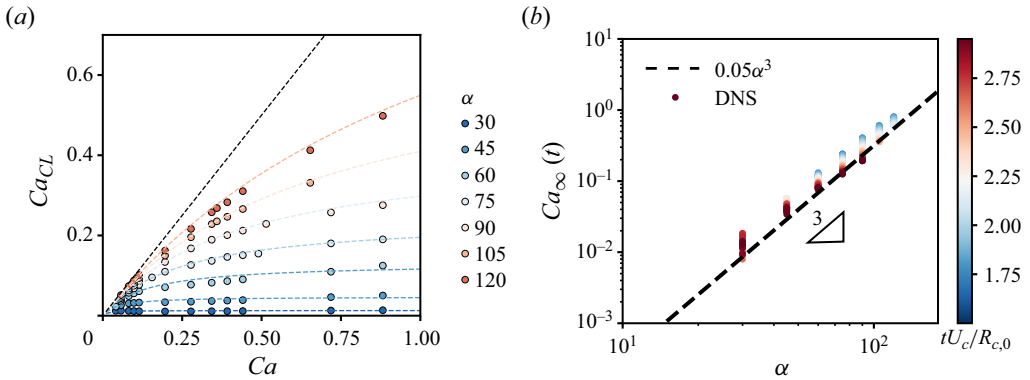 (a)
0.6
0.4
0.2
0
0.25
0.50
0.75
1.00
Ca_CL
Ca
α
30
45
60
75
90
105
120
(b)
10^1
10^0
10^−1
10^−2
10^−3
10^1
10^2
Ca_∞(t)
α
0.05α^3
DNS
3
2.75
2.50
2.25
2.00
1.75
tU_c/R_{c,0}